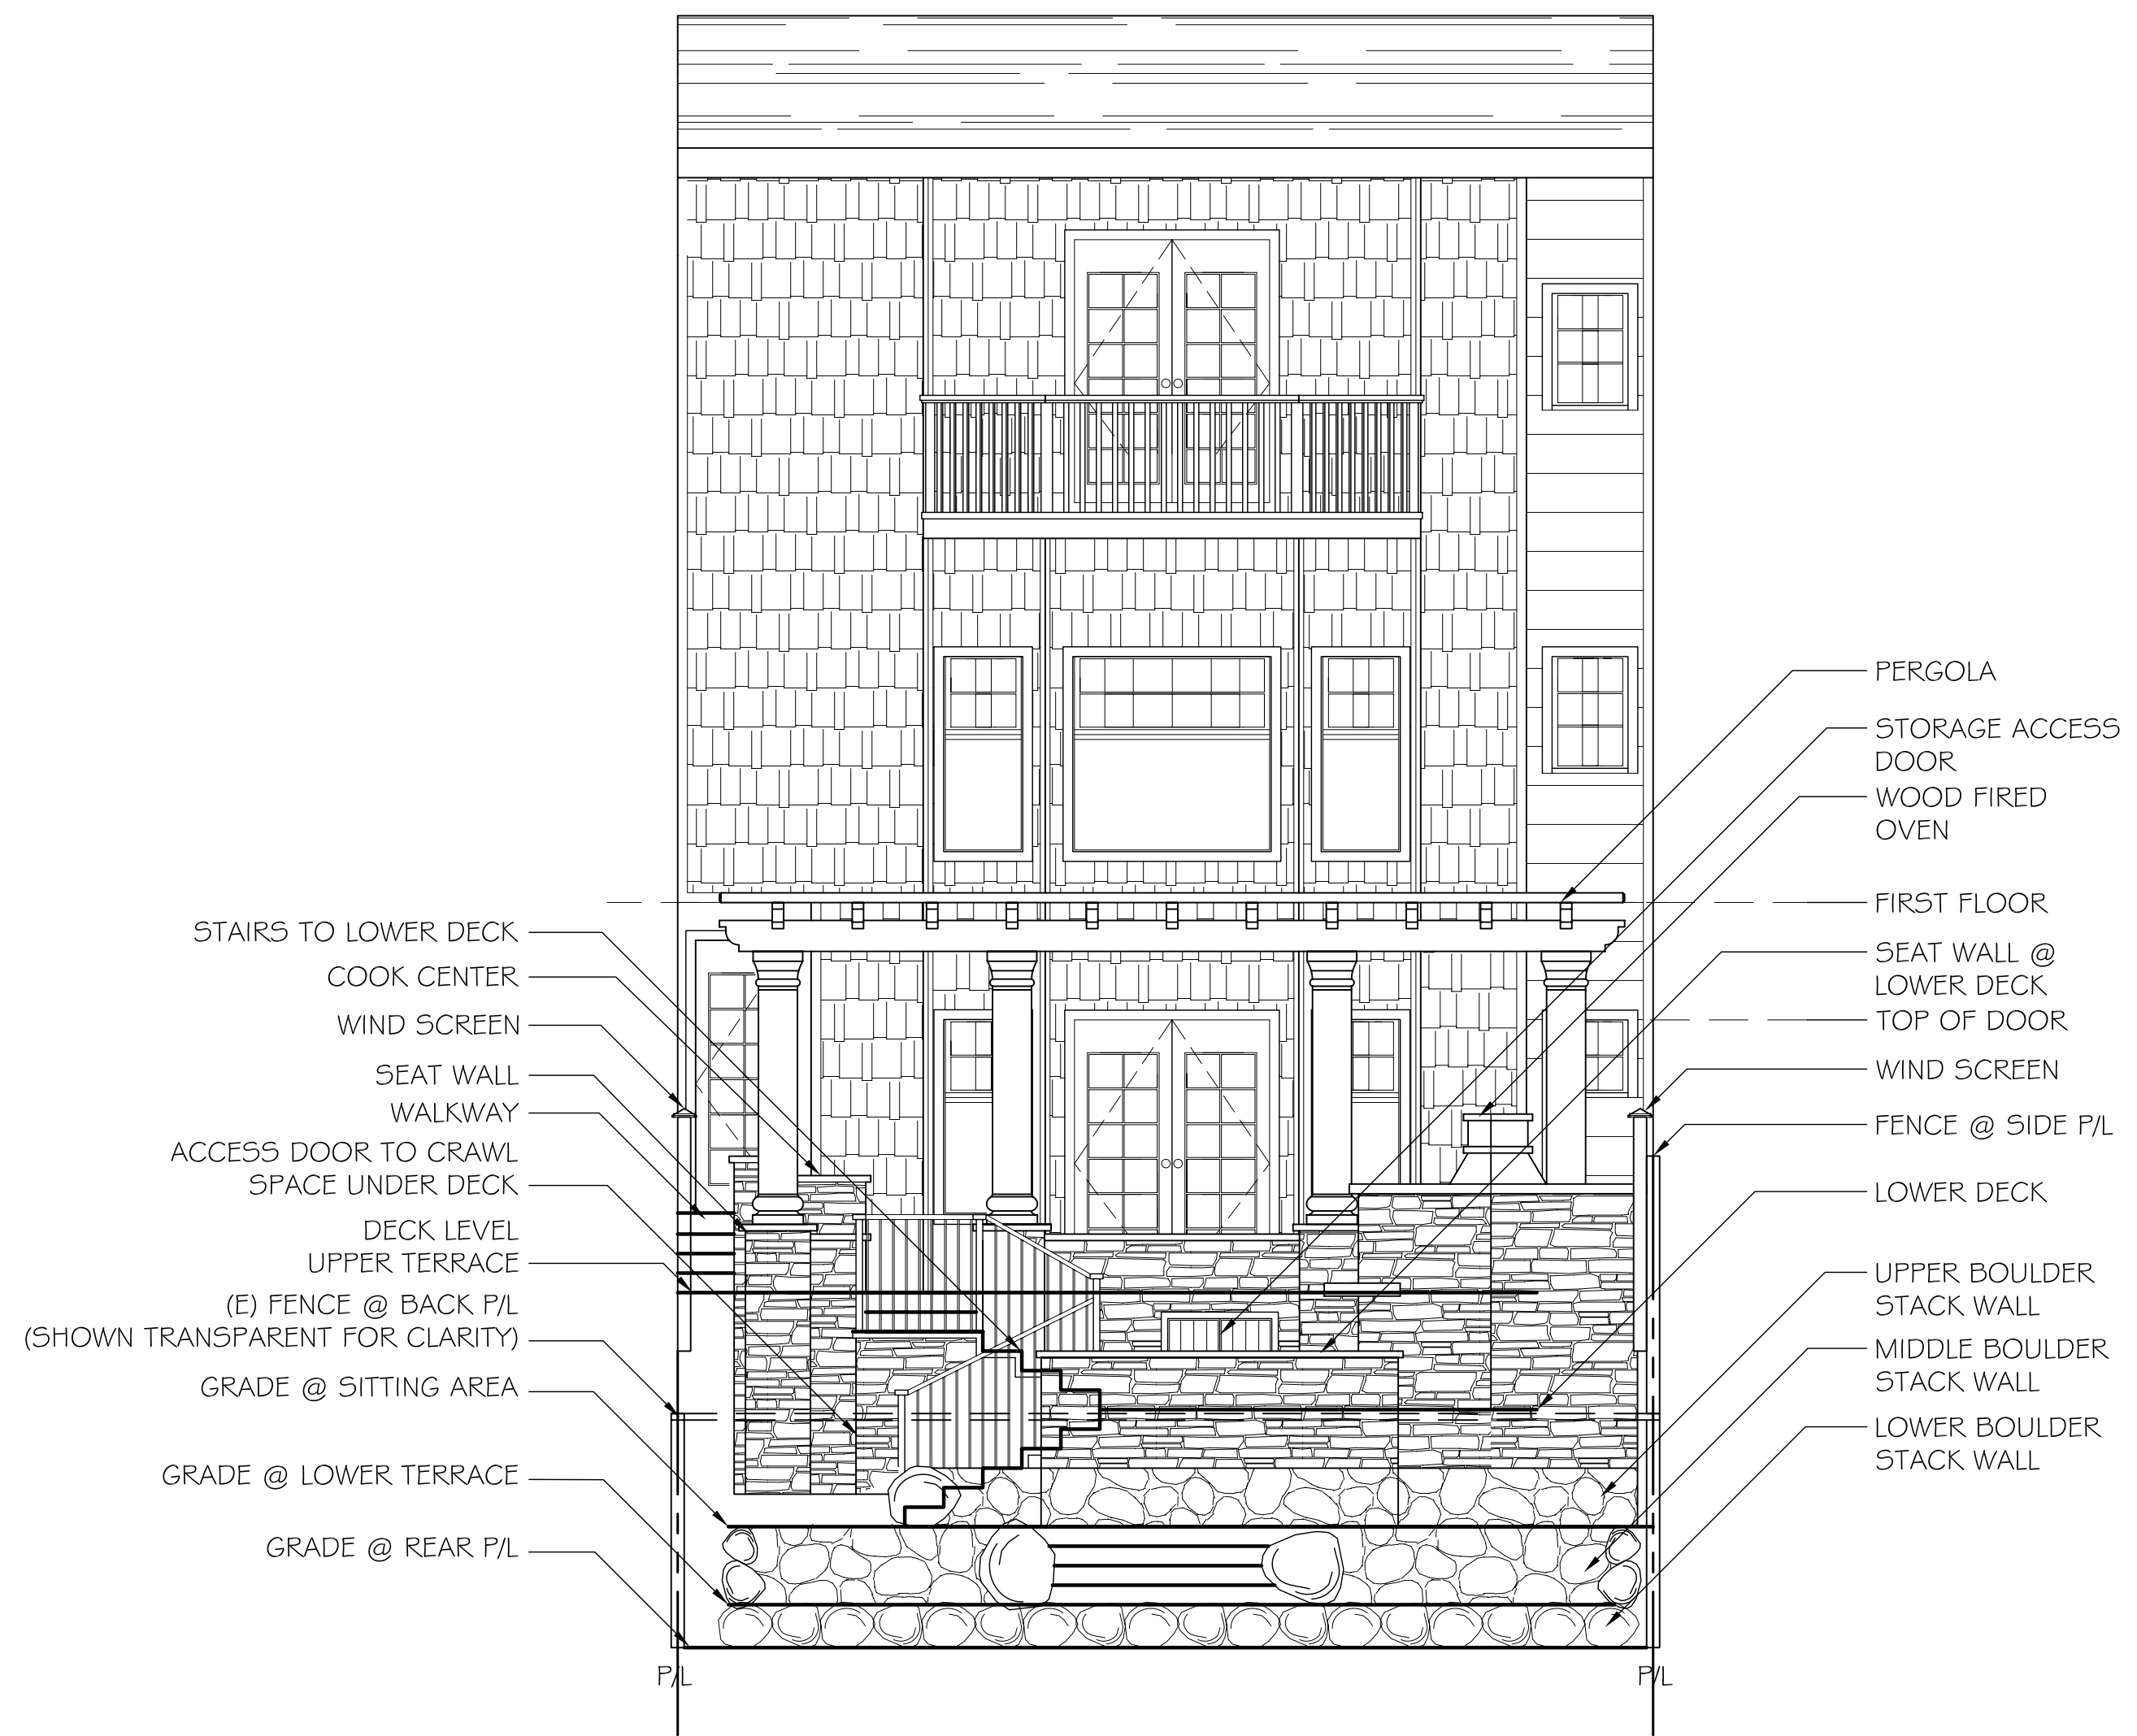 STAIRS TO LOWER DECK
COOK CENTER
WIND SCREEN
SEAT WALL
WALKWAY
ACCESS DOOR TO CRAWL
SPACE UNDER DECK
DECK LEVEL
UPPER TERRACE
(E) FENCE @ BACK P/L
(SHOWN TRANSPARENT FOR CLARITY)
GRADE @ SITTING AREA
GRADE @ LOWER TERRACE
GRADE @ REAR P/L
PERGOLA
STORAGE ACCESS
DOOR
WOOD FIRED
OVEN
FIRST FLOOR
SEAT WALL @
LOWER DECK
TOP OF DOOR
WIND SCREEN
FENCE @ SIDE P/L
LOWER DECK
UPPER BOULDER
STACK WALL
MIDDLE BOULDER
STACK WALL
LOWER BOULDER
STACK WALL
P/L
P/L